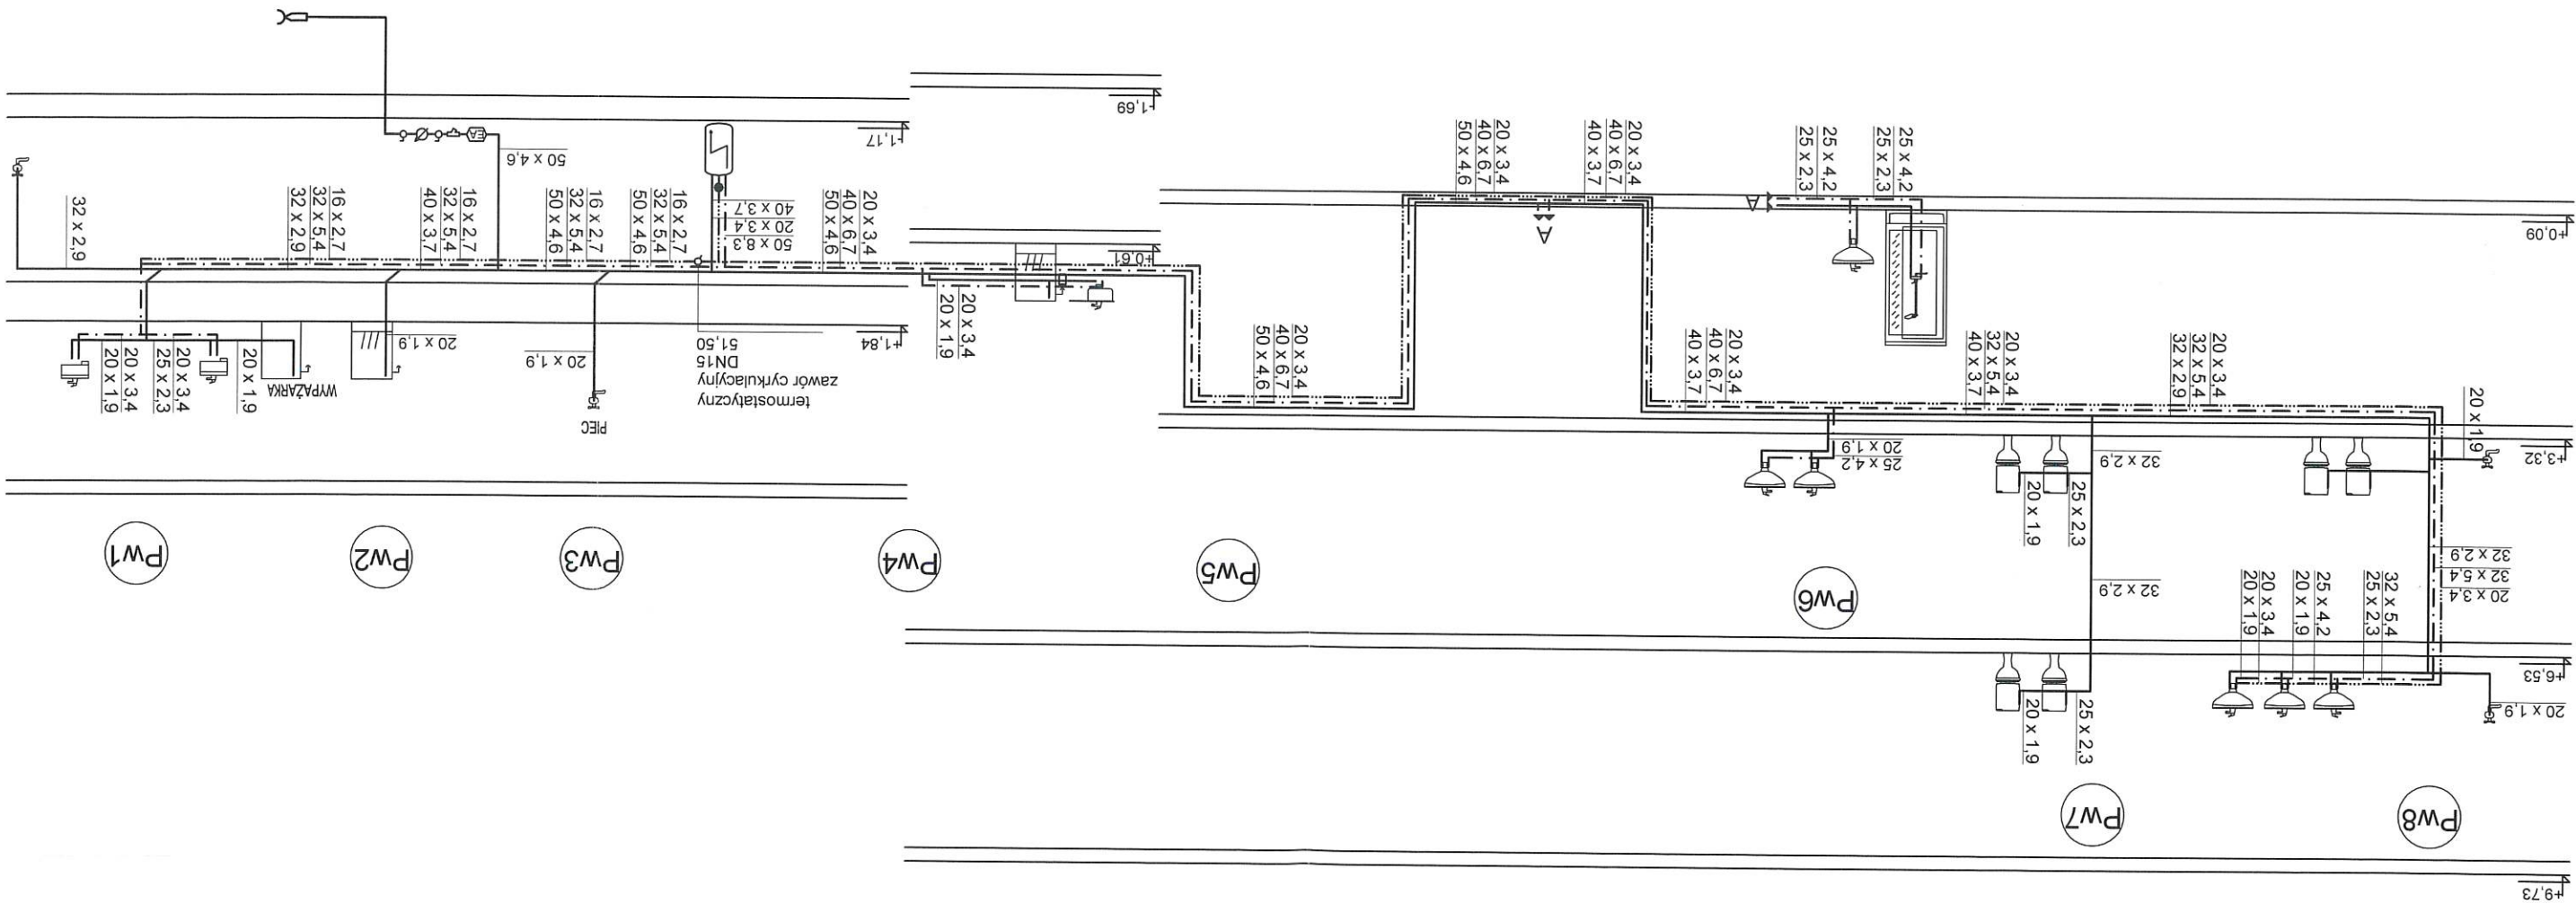 -1,69
-1,17
EA
50 x 4,6
32 x 2,9
16 x 2,7
32 x 5,4
32 x 2,9
16 x 2,7
32 x 5,4
40 x 3,7
16 x 2,7
32 x 5,4
50 x 4,6
16 x 2,7
32 x 5,4
50 x 4,6
50 x 8,3
20 x 3,4
40 x 3,7
20 x 3,4
40 x 6,7
50 x 4,6
+0,61
20 x 3,4
40 x 6,7
50 x 4,6
20 x 3,4
40 x 6,7
40 x 3,7
A
A
25 x 4,2
25 x 2,3
25 x 4,2
25 x 2,3
+0,09
20 x 3,4
20 x 1,9
20 x 3,4
25 x 2,3
20 x 1,9
WYPAŻARKA
20 x 1,9
20 x 1,9
PIEC
termostatyczny
zawór cyrkulacyjny
DN15
51,50
+1,84
20 x 3,4
20 x 1,9
20 x 3,4
40 x 6,7
50 x 4,6
20 x 3,4
40 x 6,7
40 x 3,7
25 x 4,2
20 x 1,9
20 x 3,4
32 x 5,4
40 x 3,7
20 x 3,4
32 x 5,4
32 x 2,9
20 x 1,9
+3,32
32 x 2,9
25 x 2,3
20 x 1,9
Pw1
Pw2
Pw3
Pw4
Pw5
Pw6
32 x 2,9
20 x 3,4
32 x 5,4
32 x 2,9
20 x 3,4
20 x 1,9
25 x 4,2
20 x 1,9
32 x 5,4
25 x 2,3
+6,53
20 x 1,9
25 x 2,3
20 x 1,9
Pw7
Pw8
+9,73